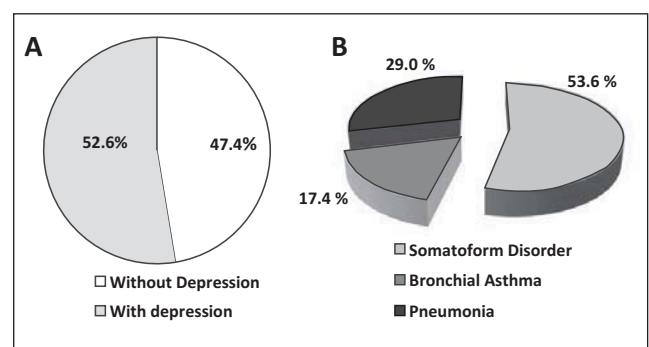 A
52.6%
47.4%
Without Depression
With depression
B
29.0 %
53.6 %
17.4 %
Somatoform Disorder
Bronchial Asthma
Pneumonia